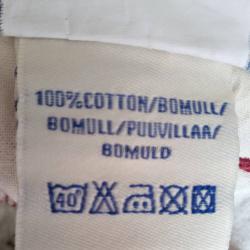 100%COTTON/BOMULL/
BOMULL/PUUVILLAA/
BOMULD
40°